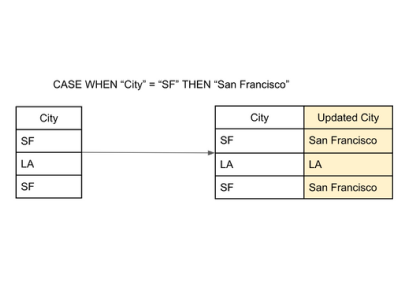 CASE WHEN “City” = “SF” THEN “San Francisco”
City
SF
LA
SF
City Updated City
SF San Francisco
LA LA
SF San Francisco